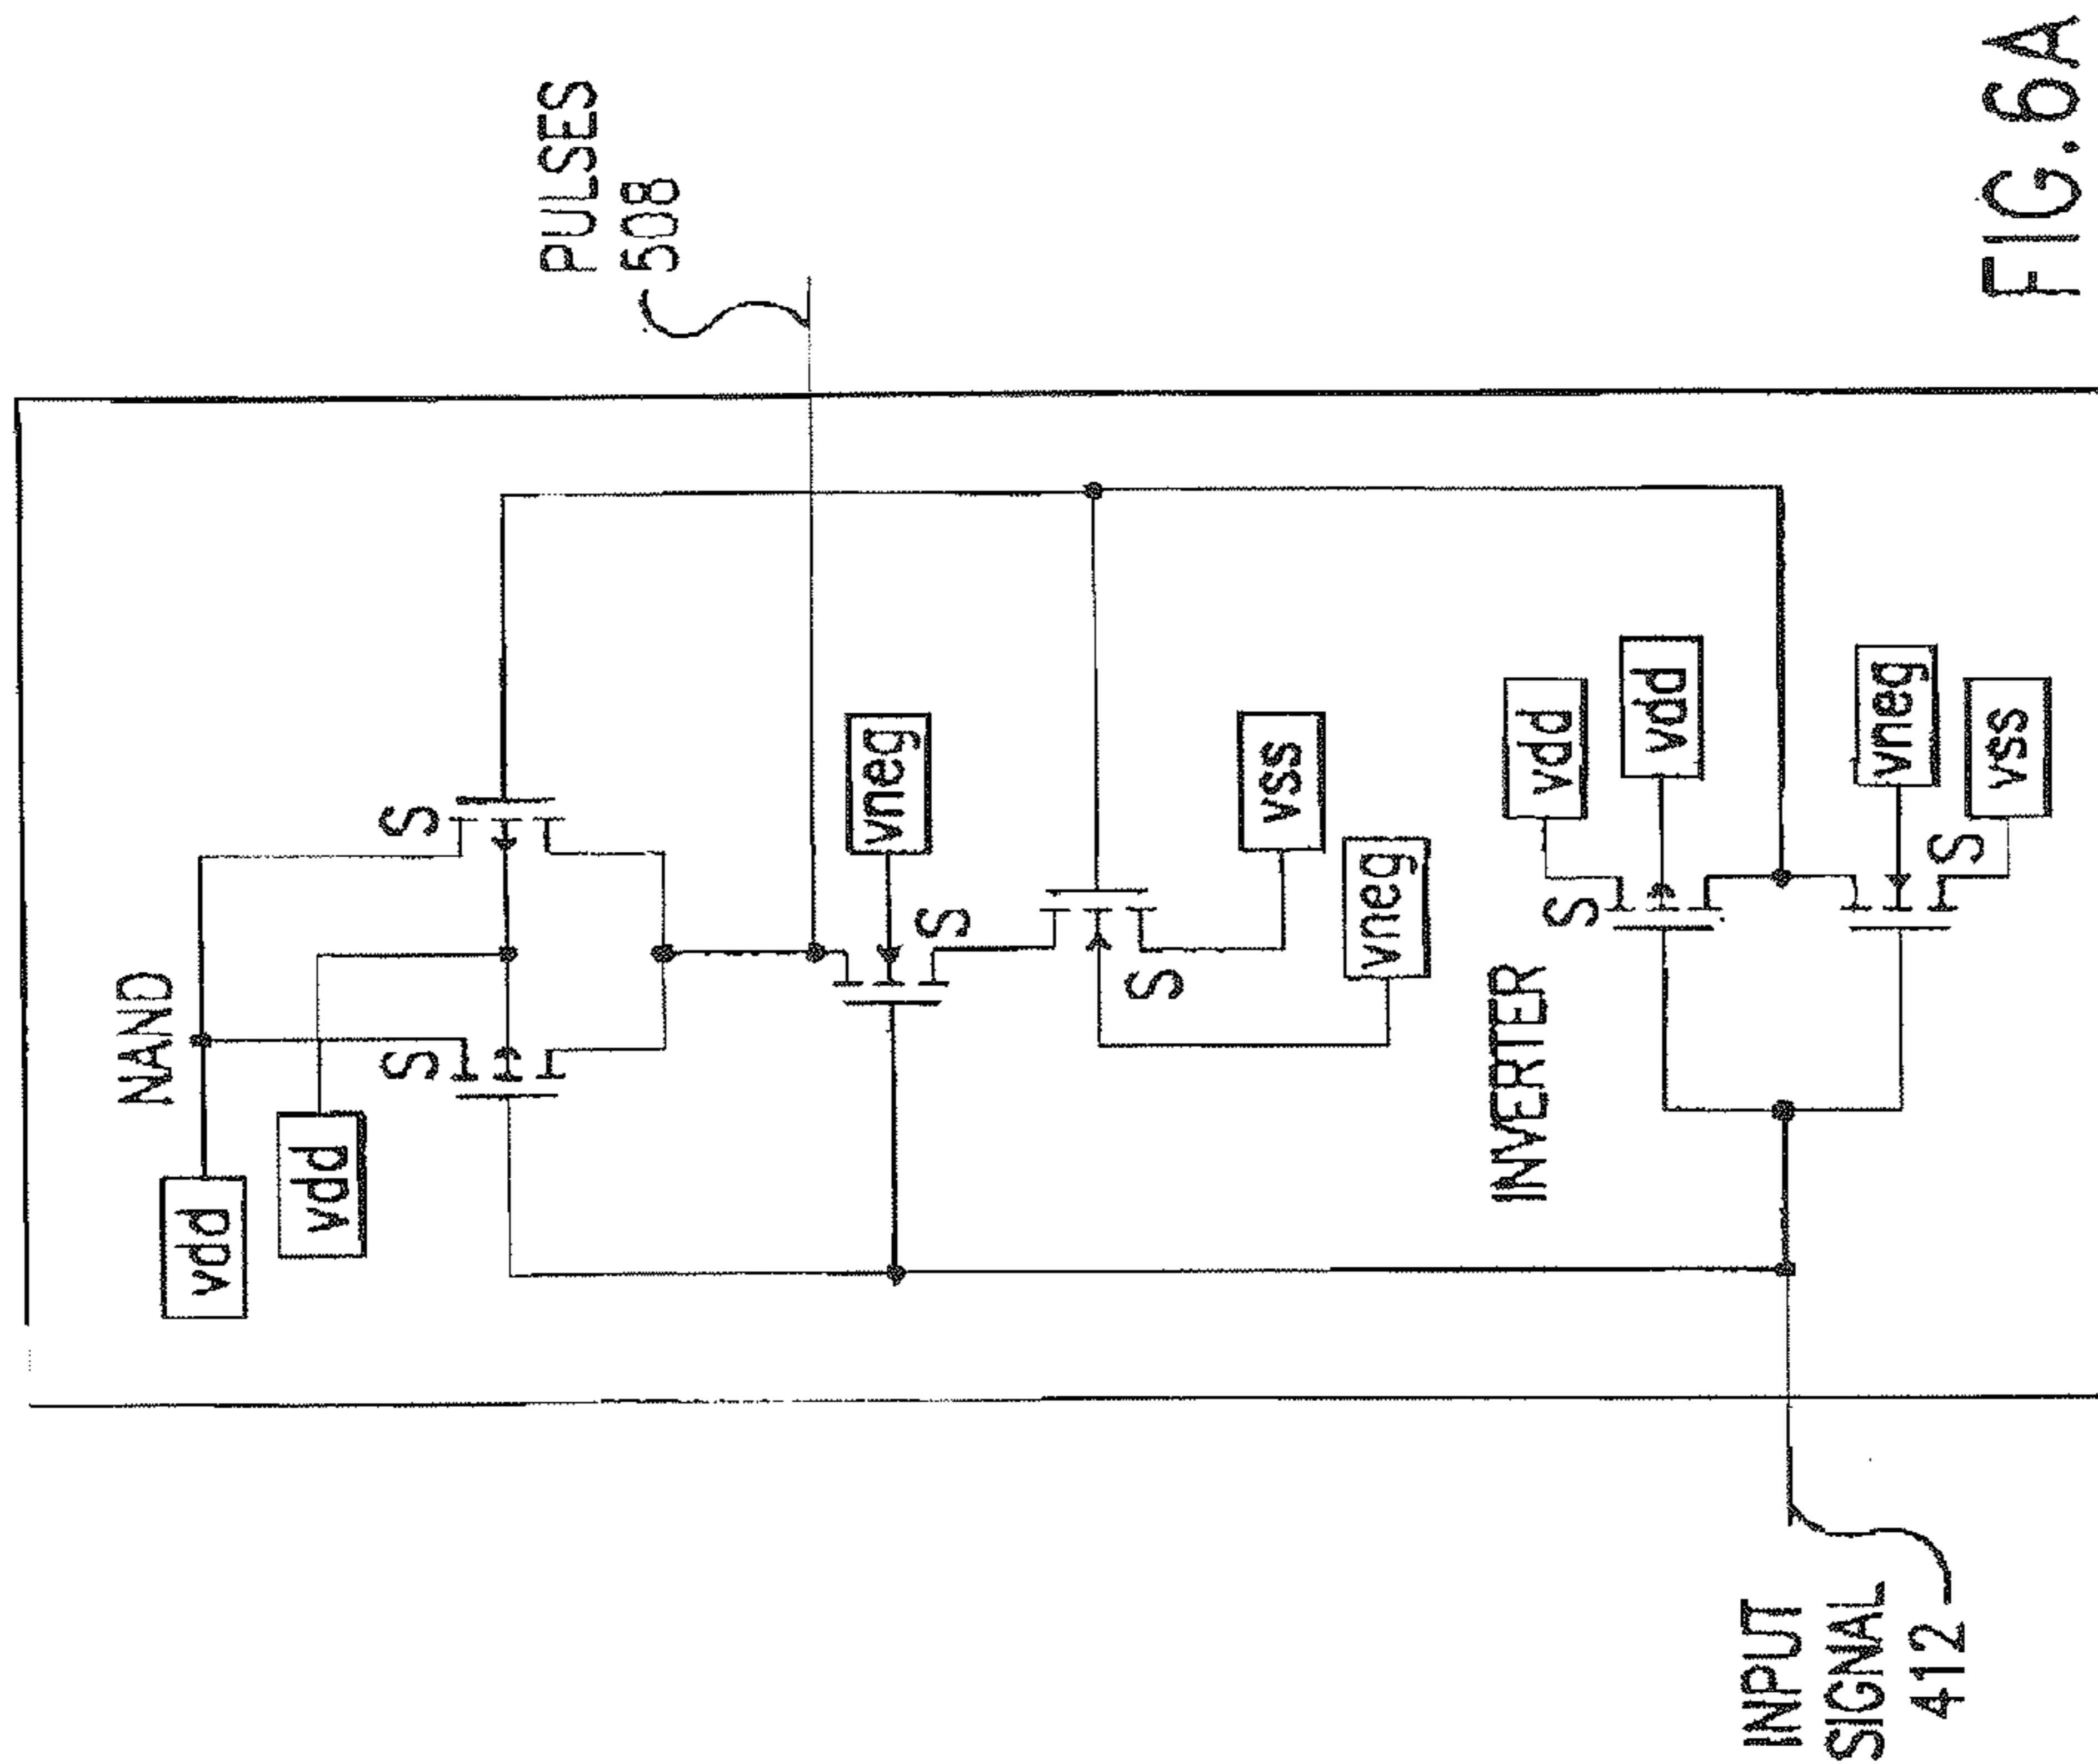 NAND
vdd
vdd
S
S
PULSES
508
vneg
S
S
vss
vneg
INVERTER
vdd
vdd
S
vneg
S
vss
INPUT
SIGNAL
412
FIG.6A